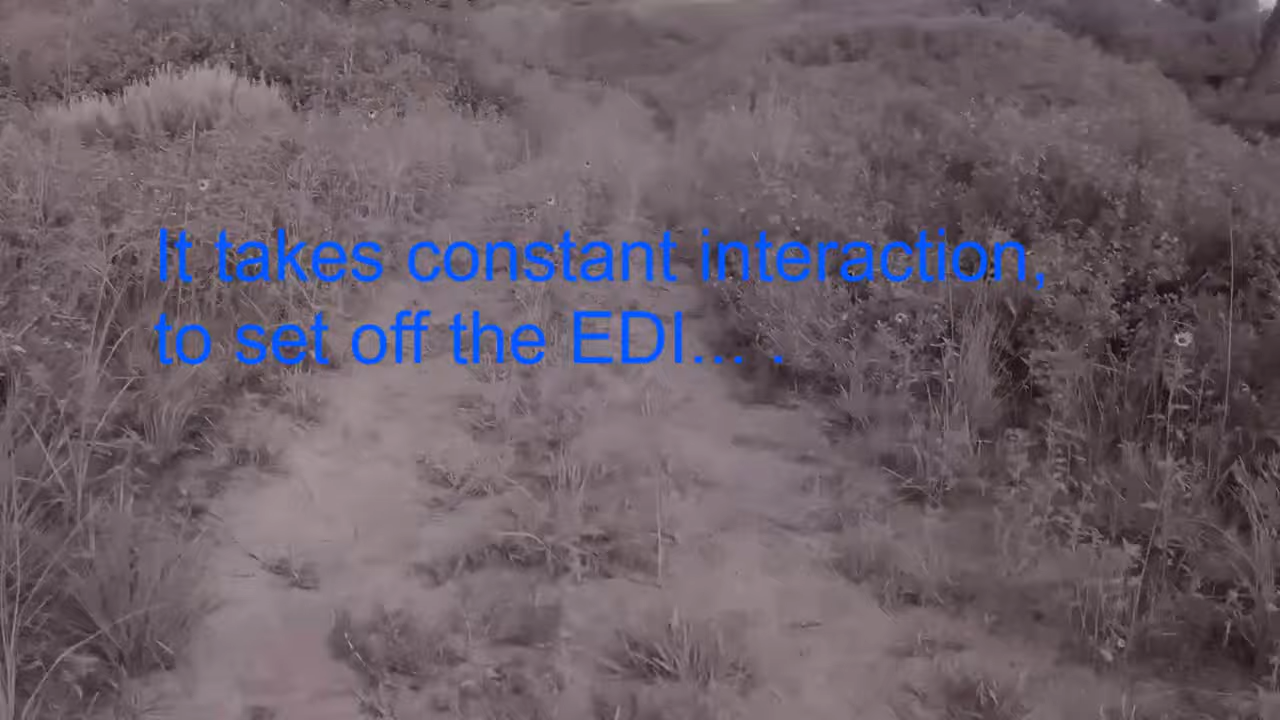 It takes constant interaction,
to set off the EDI... .